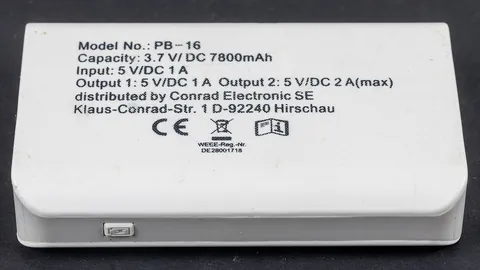 Model No.: PB-16
Capacity: 3.7 V/ DC 7800mAh
Input: 5 V/DC 1 A
Output 1: 5 V/DC 1 A Output 2: 5 V/DC 2 A(max)
distributed by Conrad Electronic SE
Klaus-Conrad-Str. 1 D-92240 Hirschau
CE
WEEE-Reg.-Nr.
DE28001718